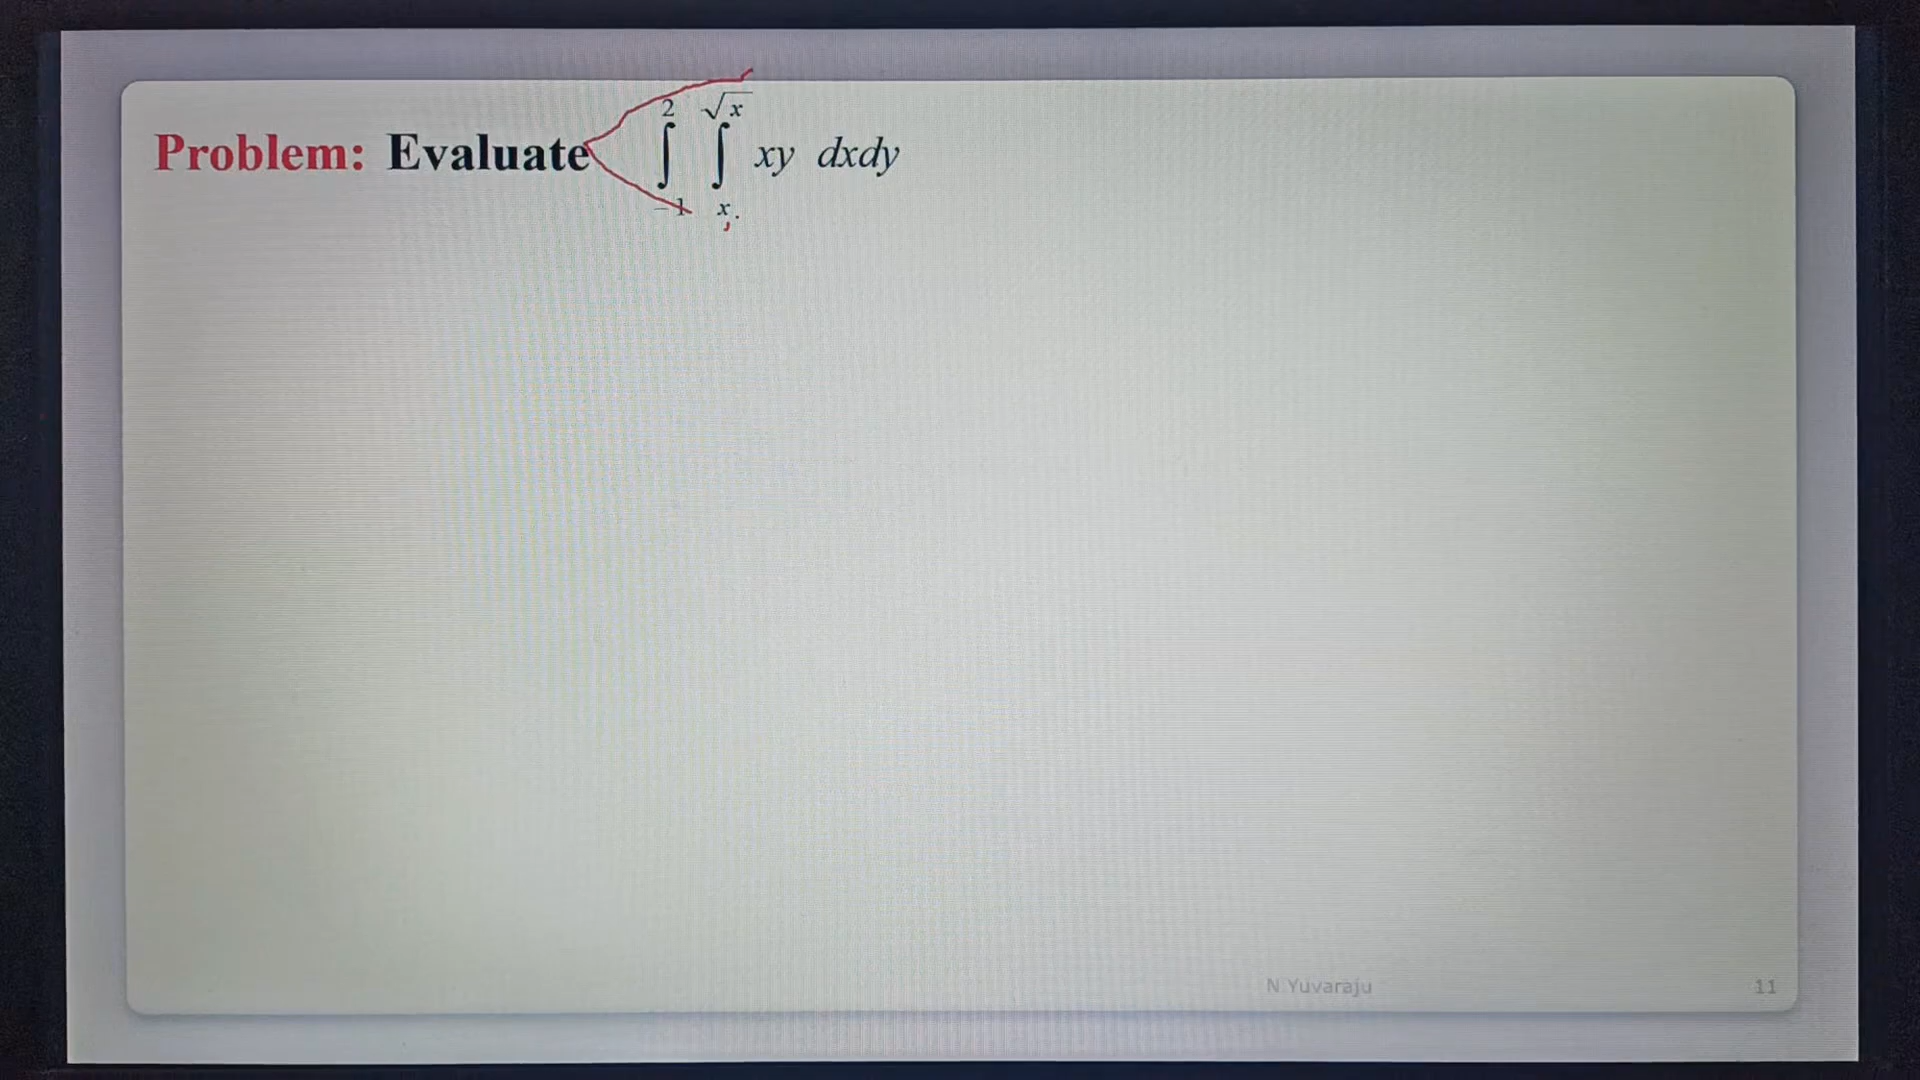 Problem: Evaluate ∫_{-1}^{2} ∫_{x}^{√x} xy dxdy
N Yuvaraju 11